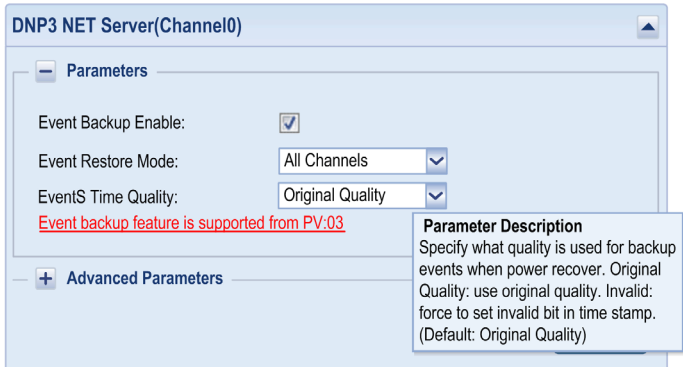 DNP3 NET Server(Channel0)
Parameters
Event Backup Enable:
Event Restore Mode: All Channels
EventS Time Quality: Original Quality
Event backup feature is supported from PV:03
Parameter Description
Specify what quality is used for backup
events when power recover. Original
Quality: use original quality. Invalid:
force to set invalid bit in time stamp.
(Default: Original Quality)
Advanced Parameters